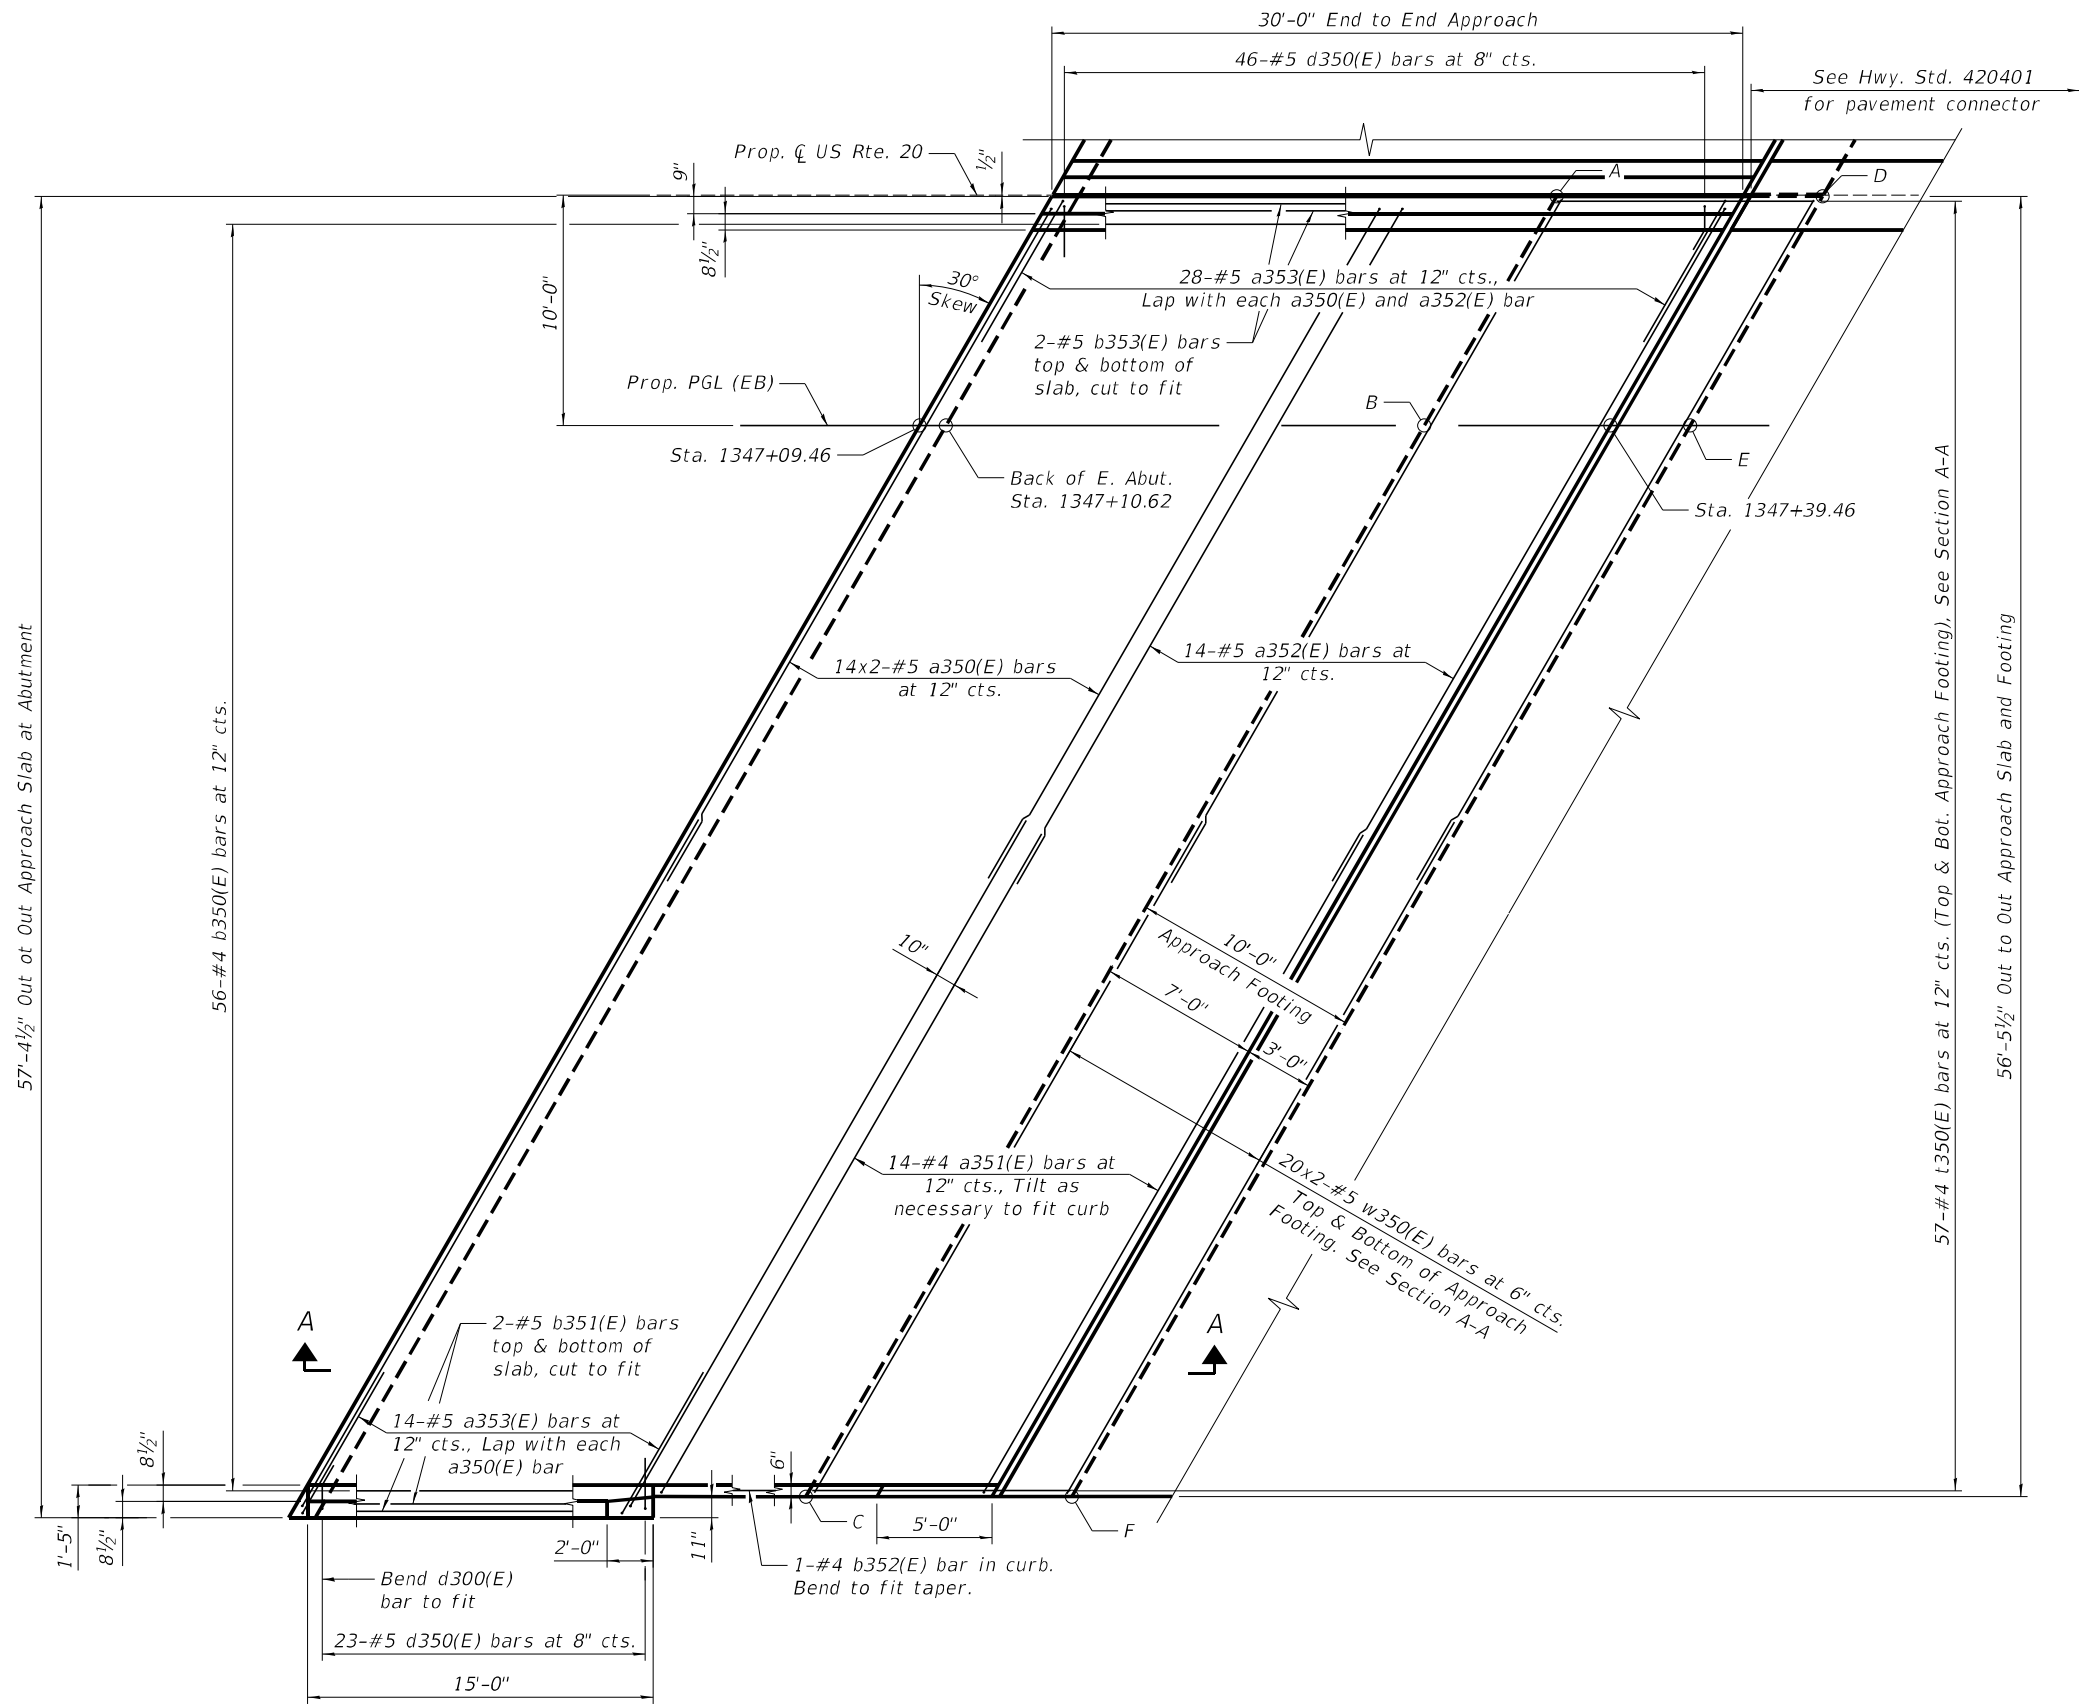 30'-0" End to End Approach
46-#5 d350(E) bars at 8" cts.
See Hwy. Std. 420401
for pavement connector
Prop. ℄ US Rte. 20
9"
½"
A
D
8½"
10'-0"
30°
Skew
28-#5 a353(E) bars at 12" cts.,
Lap with each a350(E) and a352(E) bar
2-#5 b353(E) bars
top & bottom of
slab, cut to fit
Prop. PGL (EB)
B
Sta. 1347+09.46
E
Back of E. Abut.
Sta. 1347+10.62
Sta. 1347+39.46
57'-4½" Out ot Out Approach Slab at Abutment
56-#4 b350(E) bars at 12" cts.
57-#4 t350(E) bars at 12" cts. (Top & Bot. Approach Footing), See Section A-A
56'-5½" Out to Out Approach Slab and Footing
14x2-#5 a350(E) bars
at 12" cts.
14-#5 a352(E) bars at
12" cts.
10"
10'-0"
Approach Footing
7'-0"
3'-0"
14-#4 a351(E) bars at
12" cts., Tilt as
necessary to fit curb
20x2-#5 w350(E) bars at 6" cts.
Top & Bottom of Approach
Footing. See Section A-A
A
A
2-#5 b351(E) bars
top & bottom of
slab, cut to fit
14-#5 a353(E) bars at
12" cts., Lap with each
a350(E) bar
8½"
6"
1'-5"
8½"
2'-0"
11"
C
5'-0"
F
1-#4 b352(E) bar in curb.
Bend to fit taper.
Bend d300(E)
bar to fit
23-#5 d350(E) bars at 8" cts.
15'-0"